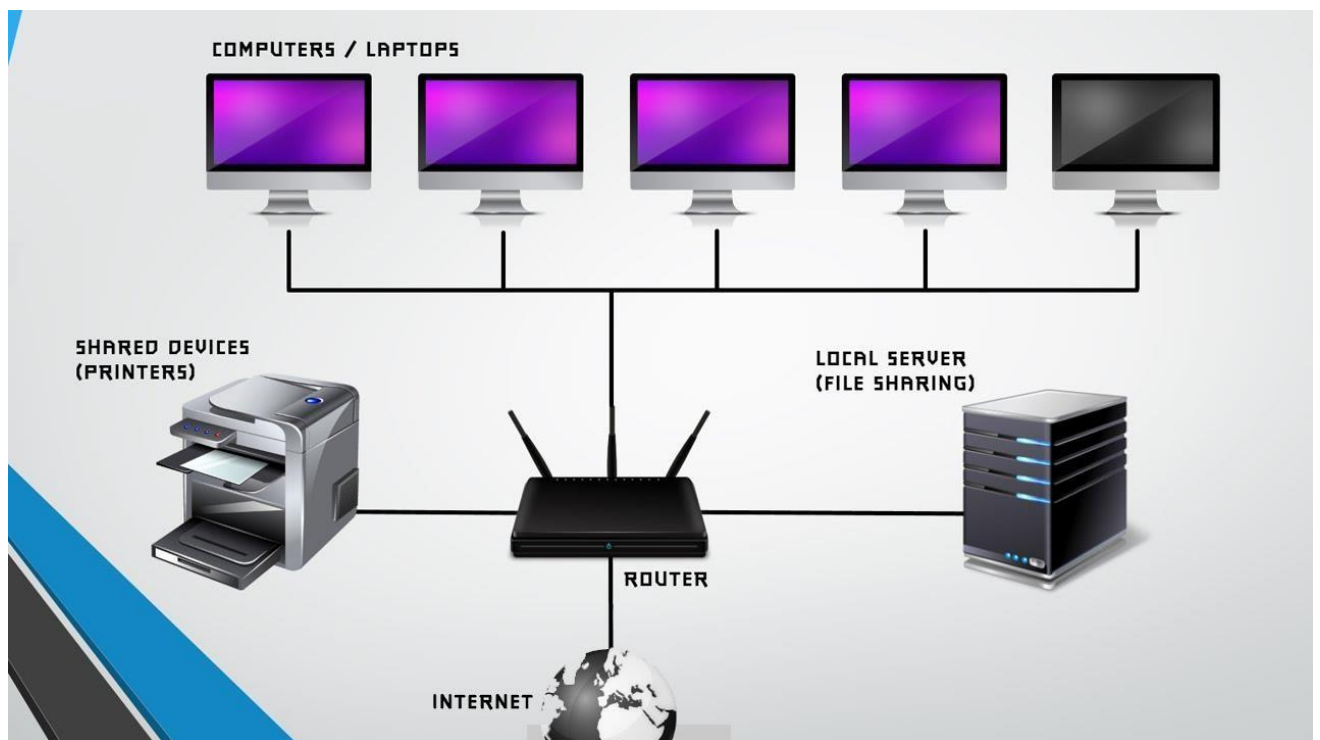 COMPUTERS / LAPTOPS
SHARED DEVICES
(PRINTERS)
LOCAL SERVER
(FILE SHARING)
ROUTER
INTERNET